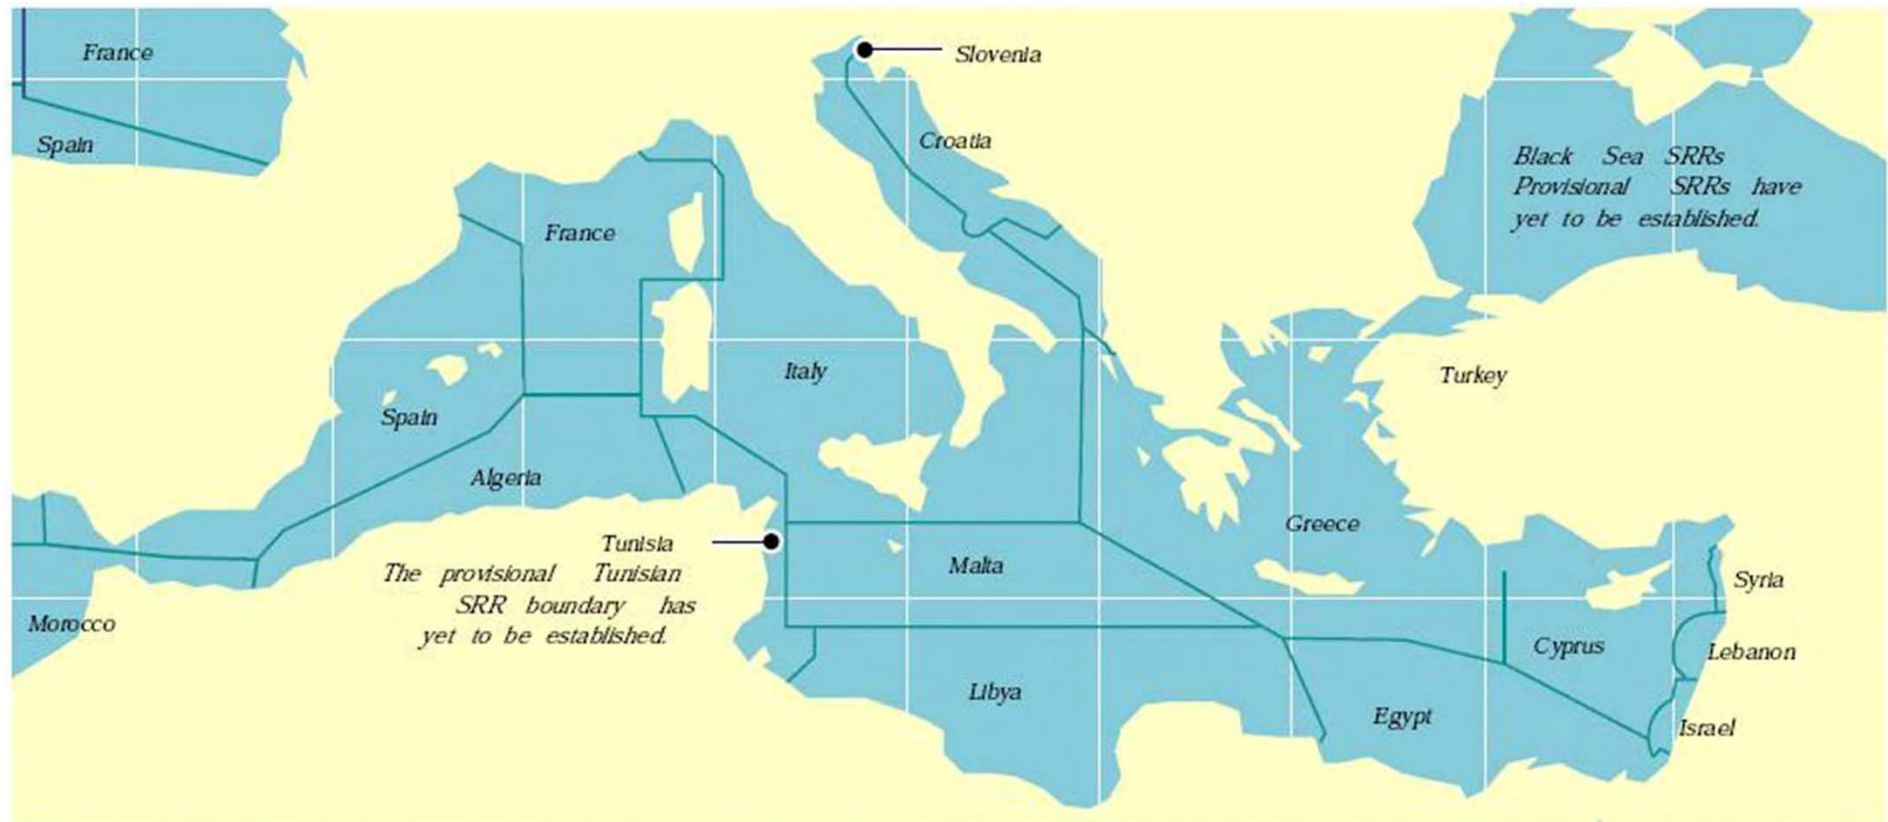 France
Slovenia
Spain
Croatia
Black Sea SRRs
Provisional SRRs have
yet to be established.
France
Italy
Turkey
Spain
Algeria
Greece
Tunisia
The provisional Tunisian
SRR boundary has
yet to be established.
Malta
Syria
Morocco
Cyprus
Lebanon
Libya
Egypt
Israel